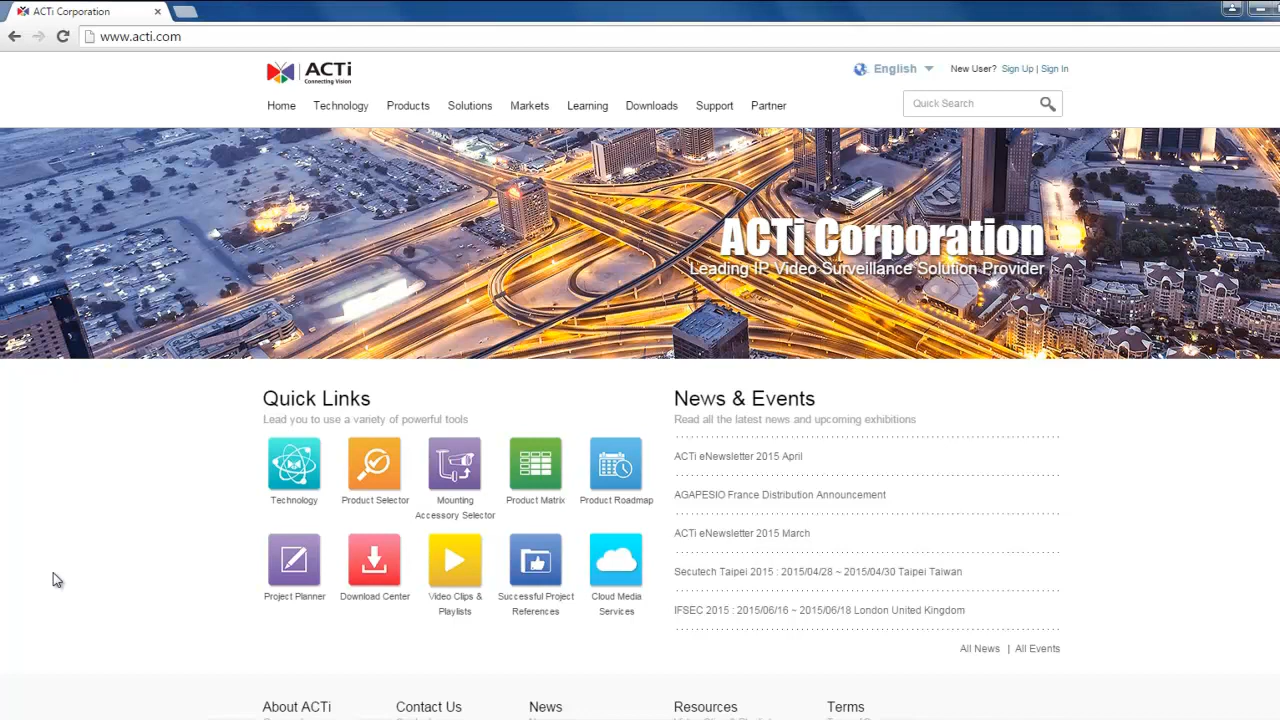 ACTi Corporation
www.acti.com
ACTi
Connecting Vision
English
New User? Sign Up | Sign In
Home Technology Products Solutions Markets Learning Downloads Support Partner
Quick Search
ACTi Corporation
Leading IP Video Surveillance Solution Provider
Quick Links
Lead you to use a variety of powerful tools
Technology
Product Selector
Mounting
Accessory Selector
Product Matrix
Product Roadmap
Project Planner
Download Center
Video Clips &
Playlists
Successful Project
References
Cloud Media
Services
News & Events
Read all the latest news and upcoming exhibitions
ACTi eNewsletter 2015 April
AGAPESIO France Distribution Announcement
ACTi eNewsletter 2015 March
Secutech Taipei 2015 : 2015/04/28 ~ 2015/04/30 Taipei Taiwan
IFSEC 2015 : 2015/06/16 ~ 2015/06/18 London United Kingdom
All News | All Events
About ACTi
Contact Us
News
Resources
Terms